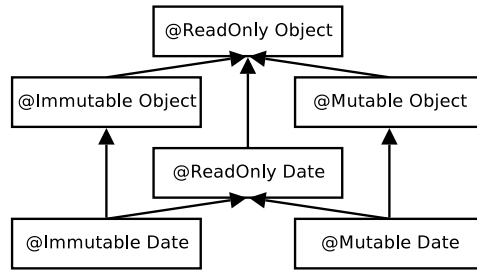 @ReadOnly Object
@Immutable Object
@Mutable Object
@ReadOnly Date
@Immutable Date
@Mutable Date